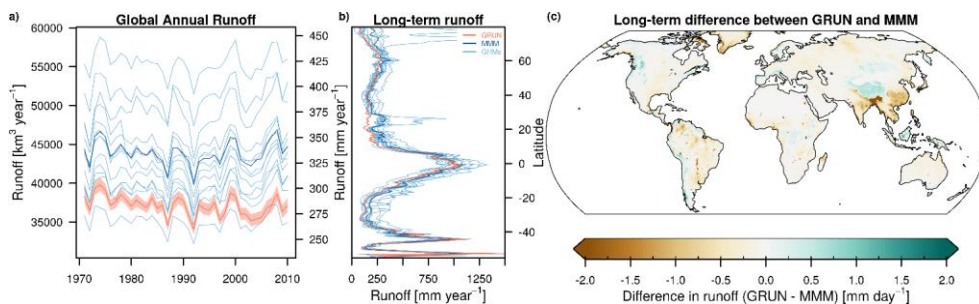 a)
Global Annual Runoff
Runoff [km³ year⁻¹]
60000
55000
50000
45000
40000
35000
450
425
400
375
350
325
300
275
250
Runoff [mm year⁻¹]
1970
1980
1990
2000
2010
b)
Long-term runoff
GRUN
MMM
GHMs
60
40
20
0
-20
-40
Latitude
0
250
750
1250
Runoff [mm year⁻¹]
(c)
Long-term difference between GRUN and MMM
-2.0
-1.5
-1.0
-0.5
0.0
0.5
1.0
1.5
2.0
Difference in runoff (GRUN - MMM) [mm day⁻¹]